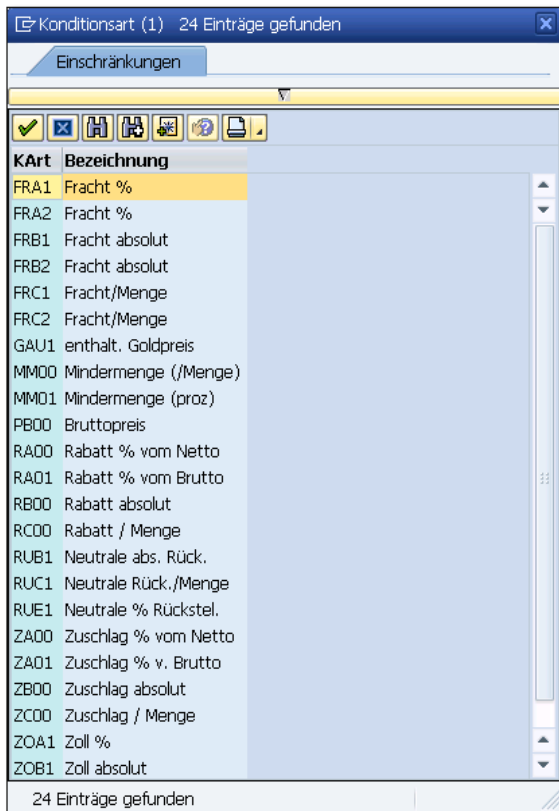 Konditionsart (1) 24 Einträge gefunden
Einschränkungen
KArt Bezeichnung
FRA1 Fracht %
FRA2 Fracht %
FRB1 Fracht absolut
FRB2 Fracht absolut
FRC1 Fracht/Menge
FRC2 Fracht/Menge
GAU1 enthalt. Goldpreis
MM00 Mindermenge (/Menge)
MM01 Mindermenge (proz)
PB00 Bruttopreis
RA00 Rabatt % vom Netto
RA01 Rabatt % vom Brutto
RB00 Rabatt absolut
RC00 Rabatt / Menge
RUB1 Neutrale abs. Rück.
RUC1 Neutrale Rück./Menge
RUE1 Neutrale % Rückstel.
ZA00 Zuschlag % vom Netto
ZA01 Zuschlag % v. Brutto
ZB00 Zuschlag absolut
ZC00 Zuschlag / Menge
ZOA1 Zoll %
ZOB1 Zoll absolut
24 Einträge gefunden